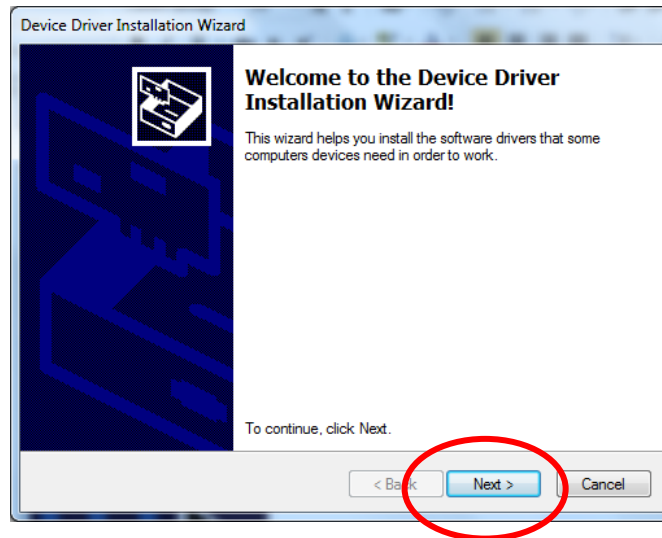 Device Driver Installation Wizard
Welcome to the Device Driver
Installation Wizard!
This wizard helps you install the software drivers that some
computers devices need in order to work.
To continue, click Next.
< Back
Next >
Cancel